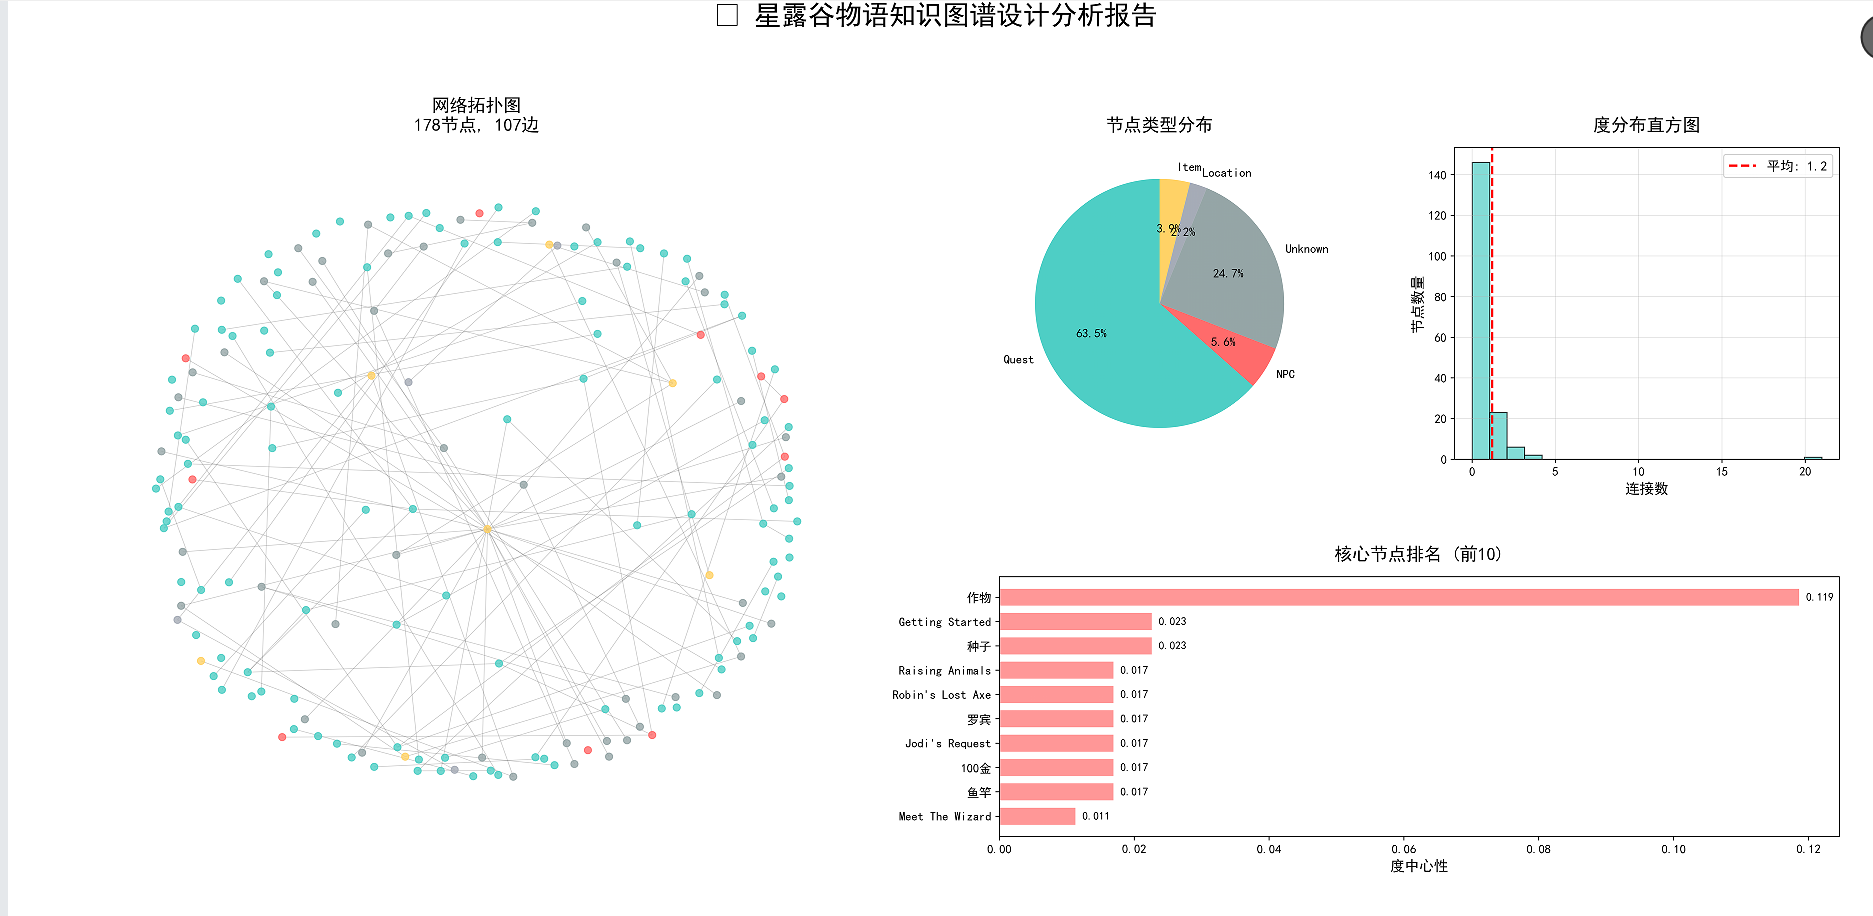 □ 星露谷物语知识图谱设计分析报告
网络拓扑图
178节点, 107边
节点类型分布
Item
Location
3.9%
2.2%
Unknown
24.7%
63.5%
5.6%
Quest
NPC
度分布直方图
平均: 1.2
节点数量
140
120
100
80
60
40
20
0
0 5 10 15 20
连接数
核心节点排名 (前10)
作物 0.119
Getting Started 0.023
种子 0.023
Raising Animals 0.017
Robin's Lost Axe 0.017
罗宾 0.017
Jodi's Request 0.017
100金 0.017
鱼竿 0.017
Meet The Wizard 0.011
0.00 0.02 0.04 0.06 0.08 0.10 0.12
度中心性